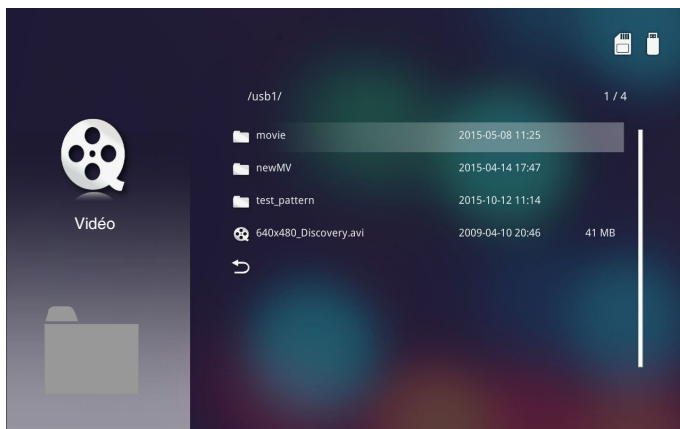 /usb1/ 1 / 4
movie 2015-05-08 11:25
newMV 2015-04-14 17:47
test_pattern 2015-10-12 11:14
640x480_Discovery.avi 2009-04-10 20:46 41 MB
Vidéo